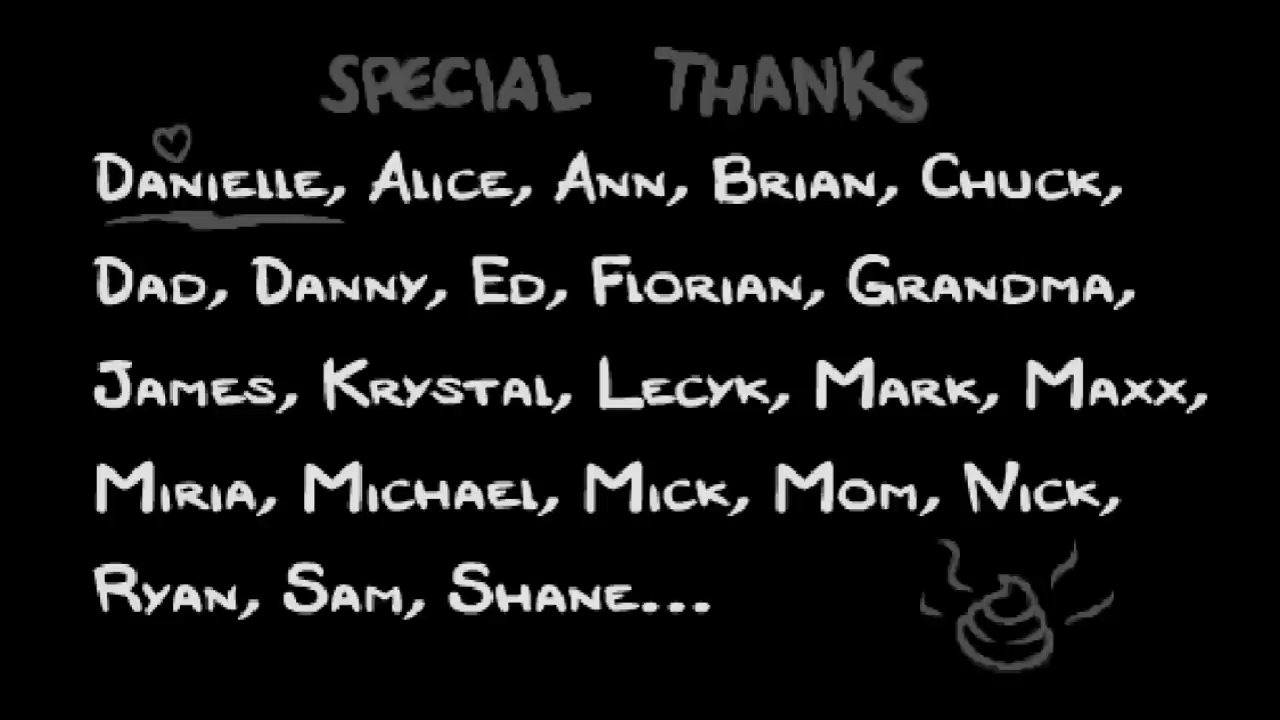 SPECIAL THANKS
DANIELLE, ALICE, ANN, BRIAN, CHUCK,
DAD, DANNY, ED, FLORIAN, GRANDMA,
JAMES, KRYSTAL, LECYK, MARK, MAXX,
MIRIA, MICHAEL, MICK, MOM, NICK,
RYAN, SAM, SHANE...